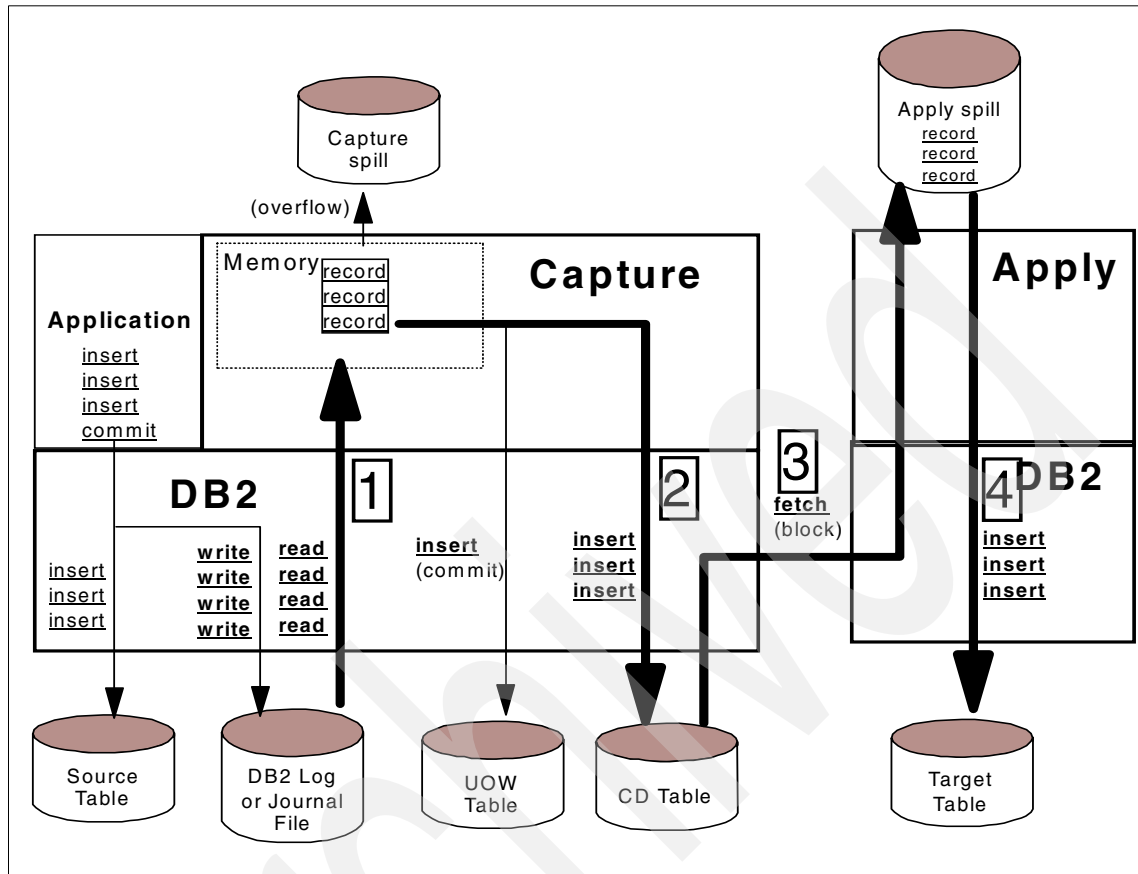 Capture
spill
(overflow)
Apply spill
record
record
record
Memory
record
record
record
Capture
Apply
Application
insert
insert
insert
commit
DB2
1
2
3
fetch
(block)
4
DB2
insert
insert
insert
write
write
write
write
read
read
read
read
insert
(commit)
insert
insert
insert
insert
insert
insert
Source
Table
DB2 Log
or Journal
File
UOW
Table
CD Table
Target
Table